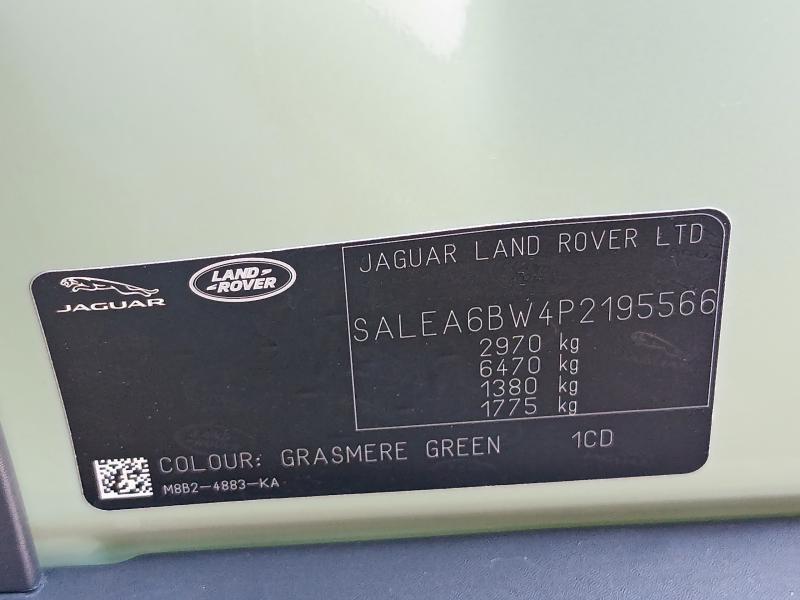 JAGUAR
LAND-
-ROVER
JAGUAR LAND ROVER LTD
SALEA6BW4P2195566
2970 kg
6470 kg
1380 kg
1775 kg
COLOUR: GRASMERE GREEN 1CD
M8B2-4883-KA